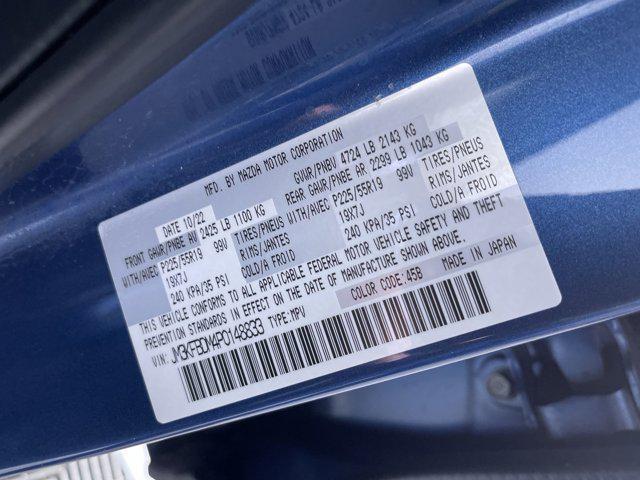 MFD. BY MAZDA MOTOR CORPORATION
DATE 10/22 GVWR/PNBV 4724 LB 2143 KG
FRONT GAWR/PNBE AV 2425 LB 1100 KG REAR GAWR/PNBE AR 2299 LB 1043 KG
WITH/AVEC P225/55R19 99V TIRES/PNEUS WITH/AVEC P225/55R19 99V TIRES/PNEUS
19X7J RIMS/JANTES 19X7J RIMS/JANTES
240 KPA/35 PSI COLD/A FROID 240 KPA/35 PSI COLD/A FROID
THIS VEHICLE CONFORMS TO ALL APPLICABLE FEDERAL MOTOR VEHICLE SAFETY AND THEFT
PREVENTION STANDARDS IN EFFECT ON THE DATE OF MANUFACTURE SHOWN ABOVE.
COLOR CODE:45B MADE IN JAPAN
VIN: JM3KFBDM4P0148833 TYPE:MPV